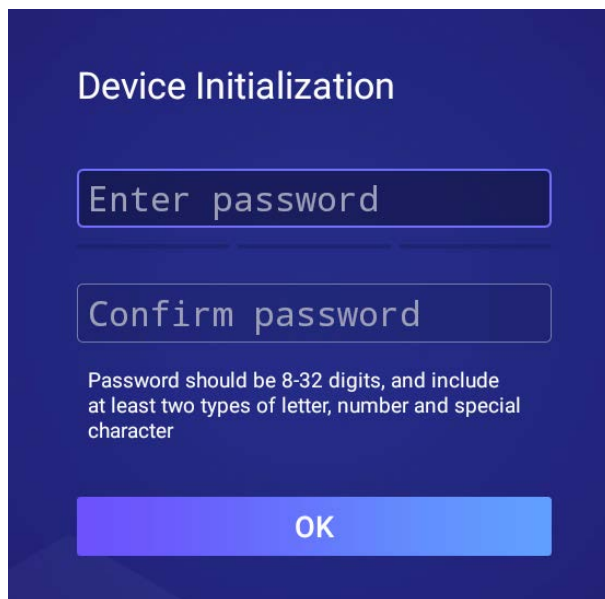 Device Initialization
Enter password
Confirm password
Password should be 8-32 digits, and include
at least two types of letter, number and special
character
OK